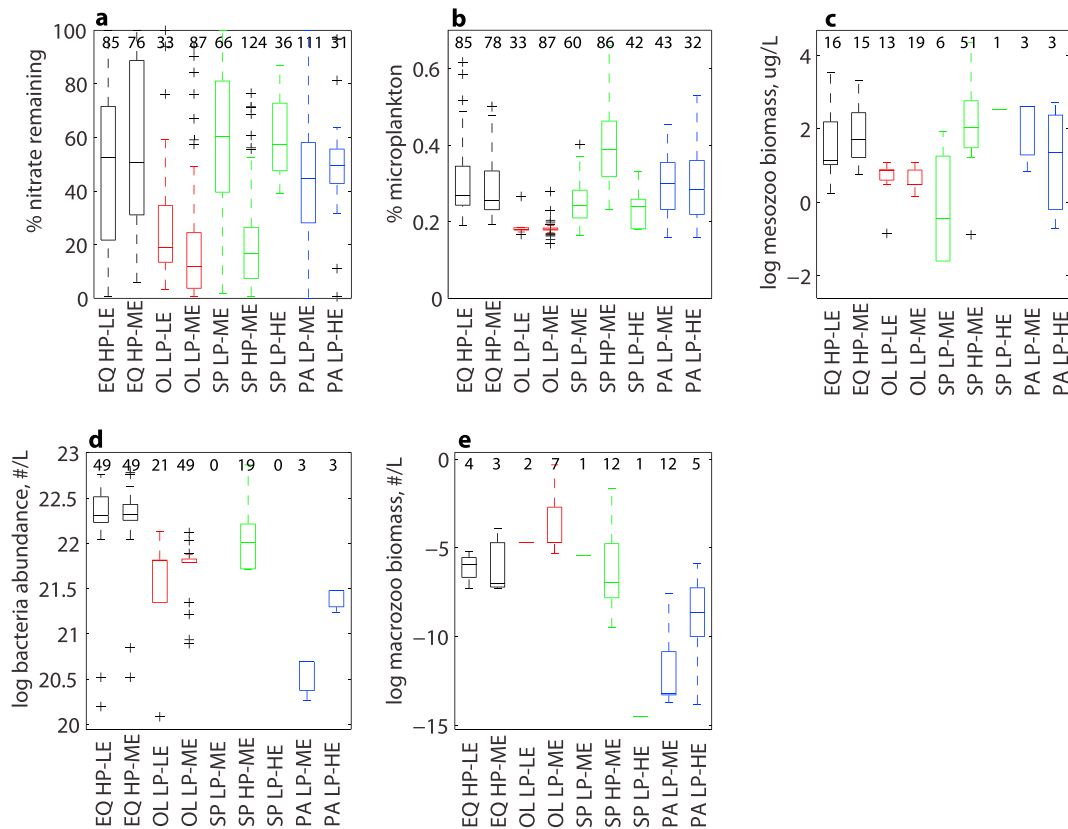 a
% nitrate remaining
100
80
60
40
20
0
85 76 33 87 66 124 36 111 31
EQ HP-LE
EQ HP-ME
OL LP-LE
OL LP-ME
SP LP-ME
SP HP-ME
SP LP-HE
PA LP-ME
PA LP-HE
b
% microplankton
0.6
0.4
0.2
0
85 78 33 87 60 86 42 43 32
EQ HP-LE
EQ HP-ME
OL LP-LE
OL LP-ME
SP LP-ME
SP HP-ME
SP LP-HE
PA LP-ME
PA LP-HE
c
log mesozoo biomass, ug/L
4
2
0
−2
16 15 13 19 6 51 1 3 3
EQ HP-LE
EQ HP-ME
OL LP-LE
OL LP-ME
SP LP-ME
SP HP-ME
SP LP-HE
PA LP-ME
PA LP-HE
d
log bacteria abundance, #/L
23
22.5
22
21.5
21
20.5
20
49 49 21 49 0 19 0 3 3
EQ HP-LE
EQ HP-ME
OL LP-LE
OL LP-ME
SP LP-ME
SP HP-ME
SP LP-HE
PA LP-ME
PA LP-HE
e
log macrozoo biomass, #/L
0
−5
−10
−15
4 3 2 7 1 12 1 12 5
EQ HP-LE
EQ HP-ME
OL LP-LE
OL LP-ME
SP LP-ME
SP HP-ME
SP LP-HE
PA LP-ME
PA LP-HE